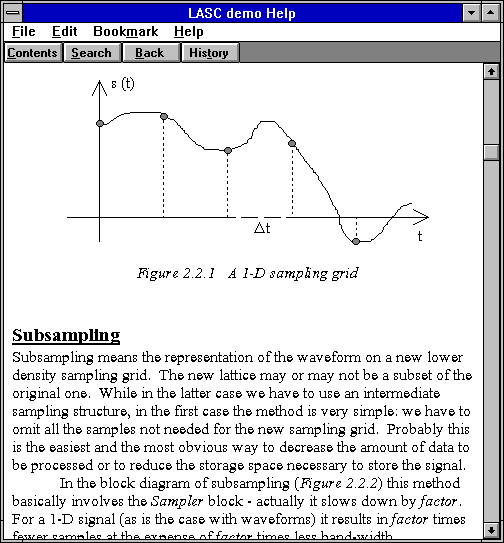 LASC demo Help
File Edit Bookmark Help
Contents Search Back History
s (t)
Δt
t
Figure 2.2.1 A 1-D sampling grid
Subsampling
Subsampling means the representation of the waveform on a new lower
density sampling grid. The new lattice may or may not be a subset of the
original one. While in the latter case we have to use an intermediate
sampling structure, in the first case the method is very simple: we have to
omit all the samples not needed for the new sampling grid. Probably this
is the easiest and the most obvious way to decrease the amount of data to
be processed or to reduce the storage space necessary to store the signal.
In the block diagram of subsampling (Figure 2.2.2) this method
basically involves the Sampler block - actually it slows down by factor.
For a 1-D signal (as is the case with waveforms) it results in factor times
fewer samples at the expense of factor times less band-width.